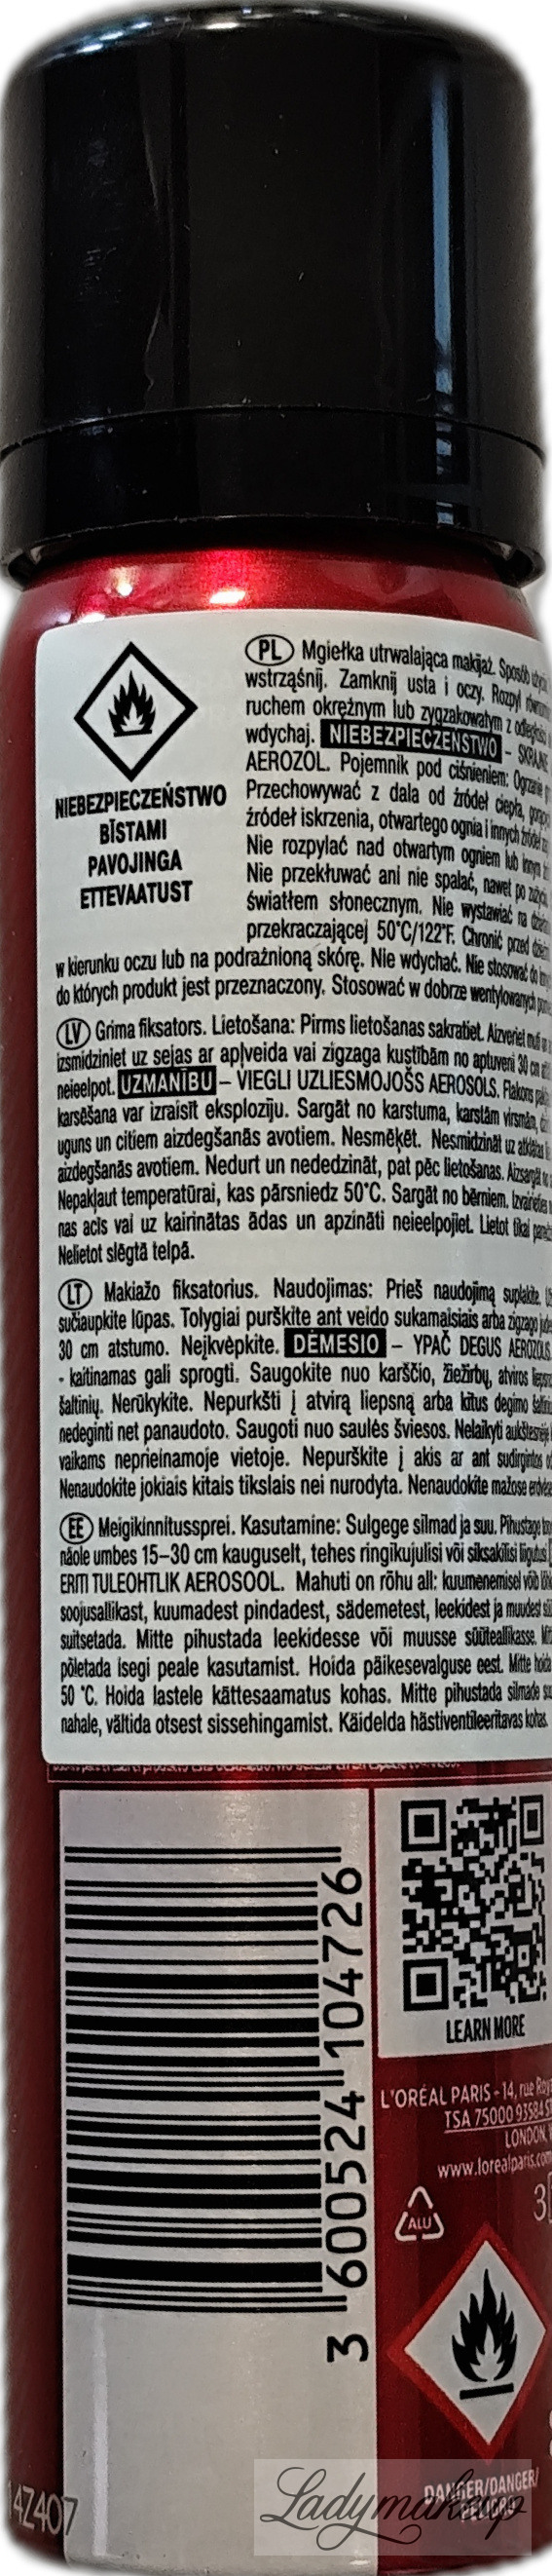 NIEBEZPIECZEŃSTWO
BĪSTAMI
PAVOJINGA
ETTEVAATUST
PL Mgiełka utrwalająca makijaż. Sposób
wstrząśnij. Zamknij usta i oczy. Rozpyl
ruchem okrężnym lub zygzakowatym z odległości
wdychaj. NIEBEZPIECZEŃSTWO –
AEROZOL. Pojemnik pod ciśnieniem:
Przechowywać z dala od źródeł ciepła,
źródeł iskrzenia, otwartego ognia i innych źródeł
Nie rozpylać nad otwartym ogniem lub innym
Nie przekłuwać ani nie spalać, nawet po
światłem słonecznym. Nie wystawiać na
przekraczającej 50°C/122°F. Chronić przed
w kierunku oczu lub na podrażnioną skórę. Nie wdychać. Nie stosować do
do których produkt jest przeznaczony. Stosować w dobrze wentylowanych
LV Grima fiksators. Lietošana: Pirms lietošanas sakratiet. Aizveriet
izsmidziniet uz sejas ar apļveida vai zigzaga kustībām no aptuveni 30 cm
neieelpot. UZMANĪBU – VIEGLI UZLIESMOJOŠS AEROSOLS. Flakons
karsēšana var izraisīt eksploziju. Sargāt no karstuma, karstām virsmām,
uguns un citiem aizdegšanās avotiem. Nesmēķēt. Nesmidzināt uz
aizdegšanās avotiem. Nedurt un nededzināt, pat pēc lietošanas.
Nepakļaut temperatūrai, kas pārsniedz 50°C. Sargāt no bērniem.
nas acīs vai uz kairinātas ādas un apzināti neieelpojiet. Lietot tikai
Nelietot slēgtā telpā.
LT Makiažo fiksatorius. Naudojimas: Prieš naudojimą suplakite.
sučiaupkite lūpas. Tolygiai purškite ant veido sukamaisiais arba zigzago
30 cm atstumo. Neįkvėpkite. DĖMESIO – YPAČ DEGUS AEROZOLIS.
- kaitinamas gali sprogti. Saugokite nuo karščio, žiežirbų, atviros
šaltinių. Nerūkykite. Nepurkšti į atvirą liepsną arba kitus degimo
nedeginti net panaudoto. Saugoti nuo saulės šviesos. Nelaikyti
vaikams neprieinamoje vietoje. Nepurškite į akis ar ant sudirgintos
Nenaudokite jokiais kitais tikslais nei nurodyta. Nenaudokite mažose
EE Meigikinnitussprei. Kasutamine: Sulgege silmad ja suu. Pihustage
näole umbes 15–30 cm kauguselt, tehes ringikujulisi või siksakilisi
ERITI TULEOHTLIK AEROSOOL. Mahuti on rõhu all: kuumenemisel võib
soojusallikast, kuumadest pindadest, sädemetest, leekidest ja muudest
suitsetada. Mitte pihustada leekidesse või muusse süüteallikasse.
põletada isegi peale kasutamist. Hoida päikesevalguse eest. Mitte hoida
50 °C. Hoida lastele kättesaamatus kohas. Mitte pihustada silmade
nahale, vältida otsest sissehingamist. Käidelda hästiventileeritavas kohas.
3 600524 104726
LEARN MORE
L'ORÉAL PARIS - 14, rue
TSA 75000 93584
LONDON,
www.lorealparis.com
ALU
DANGER/DANGER/
PELIGRO
14Z407
Ladymakeup